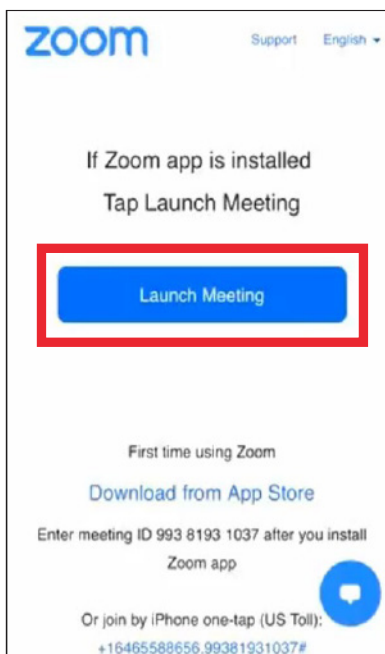 zoom Support English
If Zoom app is installed
Tap Launch Meeting
Launch Meeting
First time using Zoom
Download from App Store
Enter meeting ID 993 8193 1037 after you install
Zoom app
Or join by iPhone one-tap (US Toll):
+16465588656,99381931037#